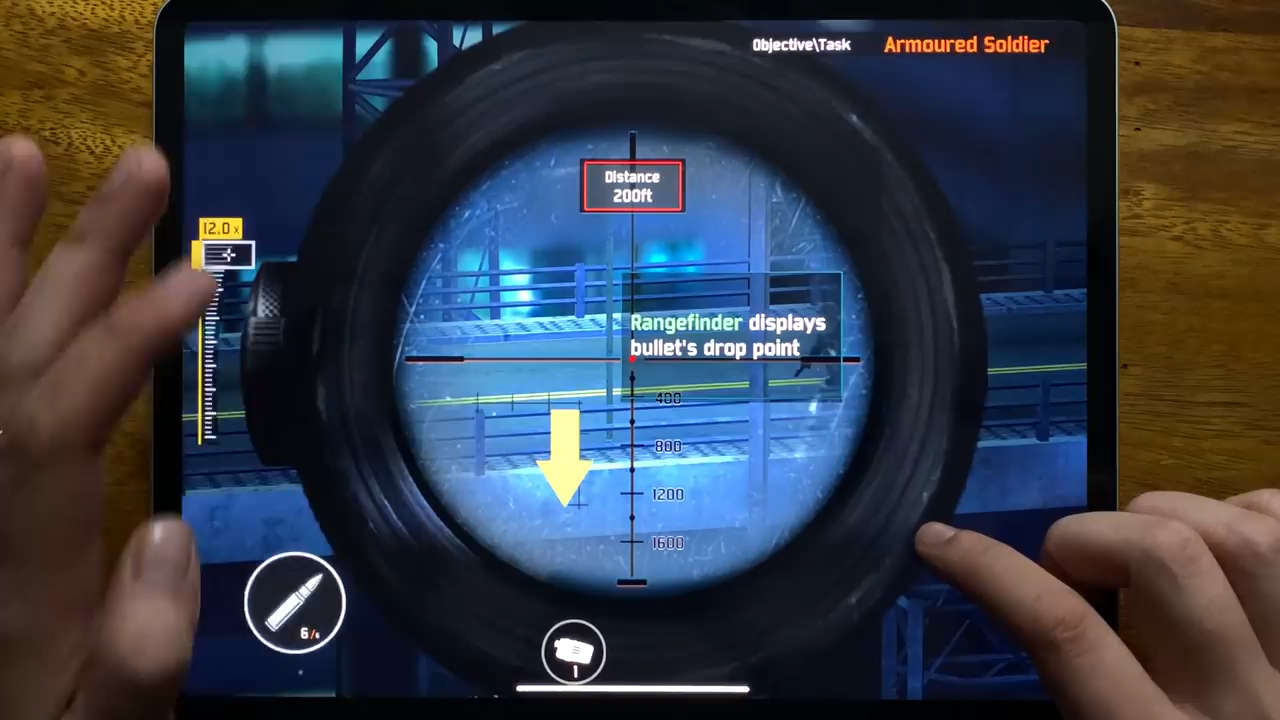 Objective\Task
Armoured Soldier
Distance
200ft
12.0x
Rangefinder displays
bullet's drop point
400
800
1200
1600
6/6
1